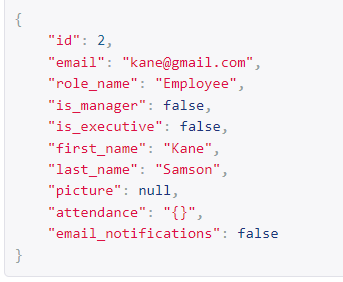 {
    "id": 2,
    "email": "kane@gmail.com",
    "role_name": "Employee",
    "is_manager": false,
    "is_executive": false,
    "first_name": "Kane",
    "last_name": "Samson",
    "picture": null,
    "attendance": "{}",
    "email_notifications": false
}